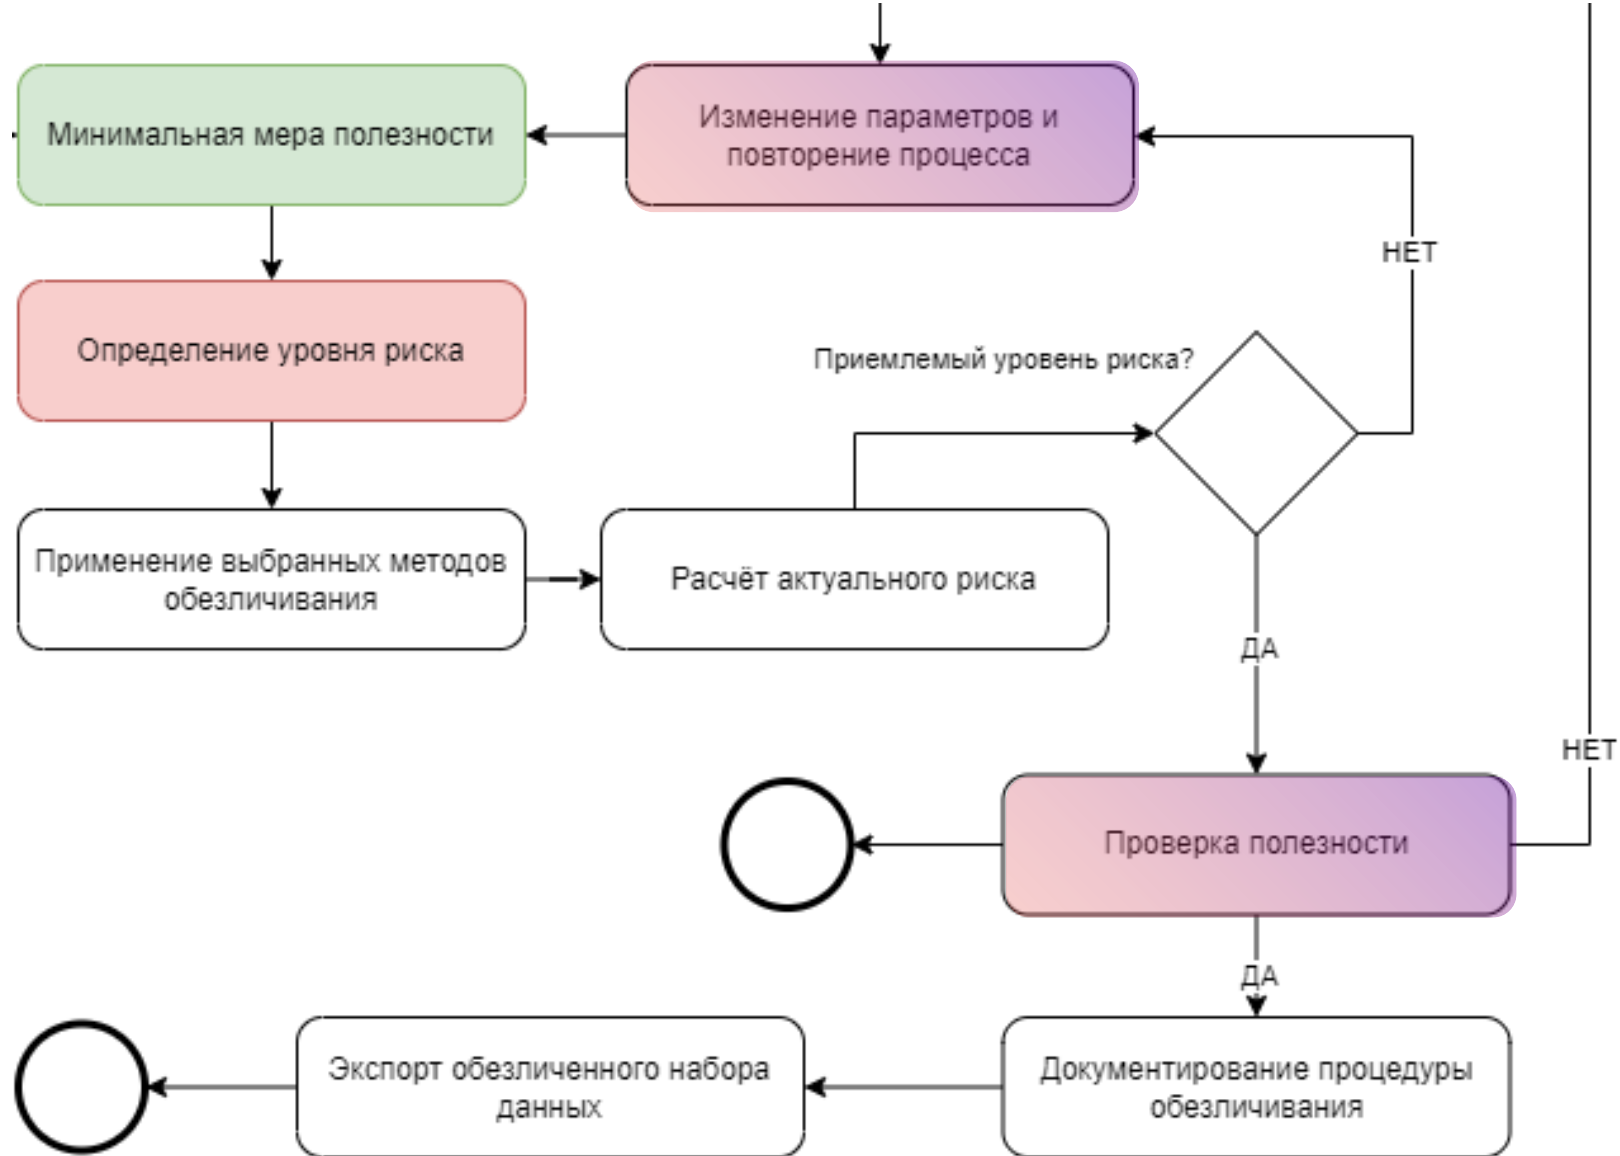 Минимальная мера полезности
Изменение параметров и
повторение процесса
НЕТ
Определение уровня риска
Приемлемый уровень риска?
Применение выбранных методов
обезличивания
Расчёт актуального риска
ДА
НЕТ
Проверка полезности
ДА
Экспорт обезличенного набора
данных
Документирование процедуры
обезличивания